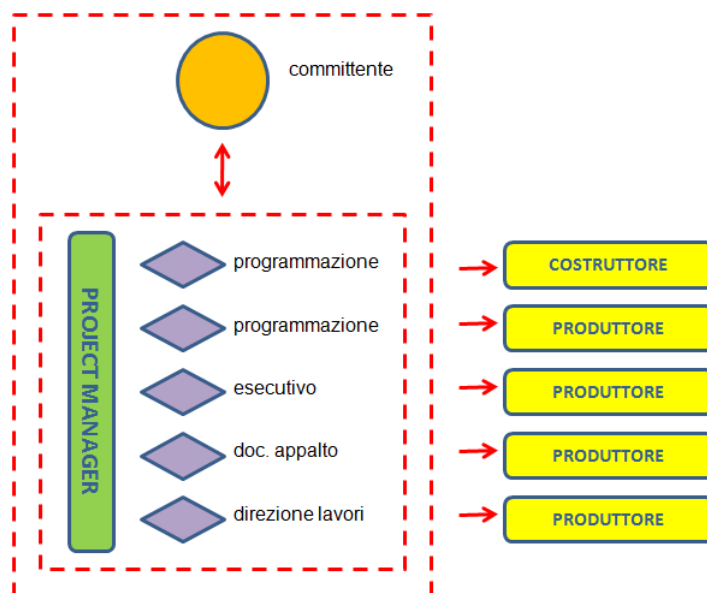 committente
PROJECT MANAGER
programmazione
programmazione
esecutivo
doc. appalto
direzione lavori
COSTRUTTORE
PRODUTTORE
PRODUTTORE
PRODUTTORE
PRODUTTORE